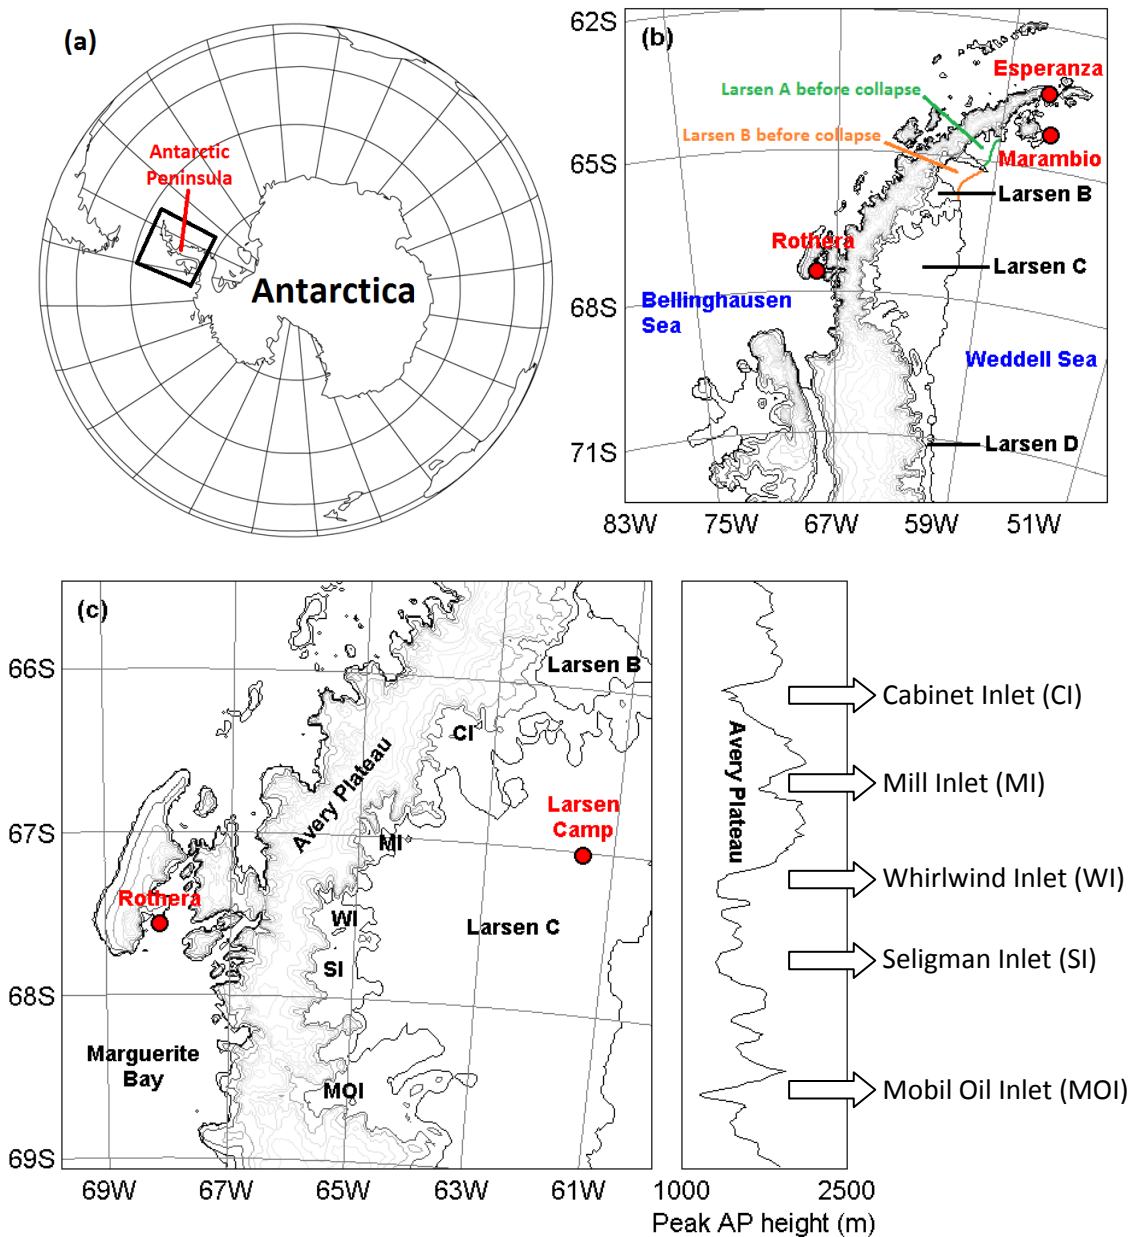 (a)
Antarctic
Peninsula
Antarctica
(b)
62S
65S
68S
71S
83W 75W 67W 59W 51W
Esperanza
Larsen A before collapse
Larsen B before collapse
Marambio
Larsen B
Rothera
Larsen C
Bellinghausen
Sea
Weddell Sea
Larsen D
(c)
66S
67S
68S
69S
69W 67W 65W 63W 61W
Larsen B
CI
Avery Plateau
Larsen
Camp
MI
Rothera
WI
Larsen C
SI
Marguerite
Bay
MOI
Avery Plateau
Cabinet Inlet (CI)
Mill Inlet (MI)
Whirlwind Inlet (WI)
Seligman Inlet (SI)
Mobil Oil Inlet (MOI)
1000 2500
Peak AP height (m)